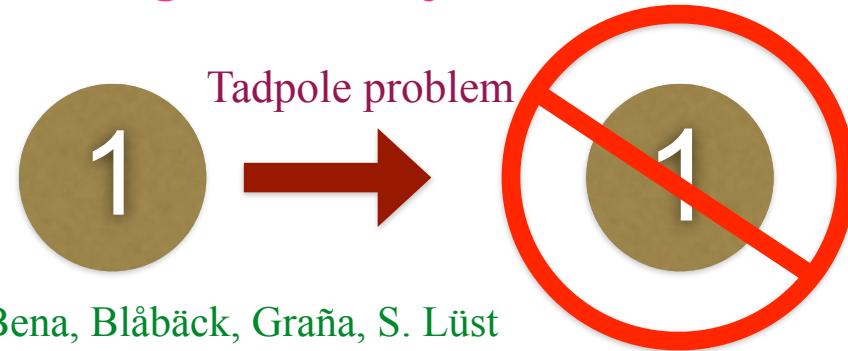 Tadpole problem
1 1
Bena, Blåbäck, Graña, S. Lüst